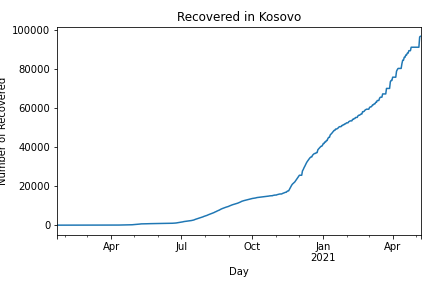 Recovered in Kosovo
100000
80000
60000
40000
20000
0
Number of Recovered
Apr
Jul
Oct
Jan
2021
Apr
Day